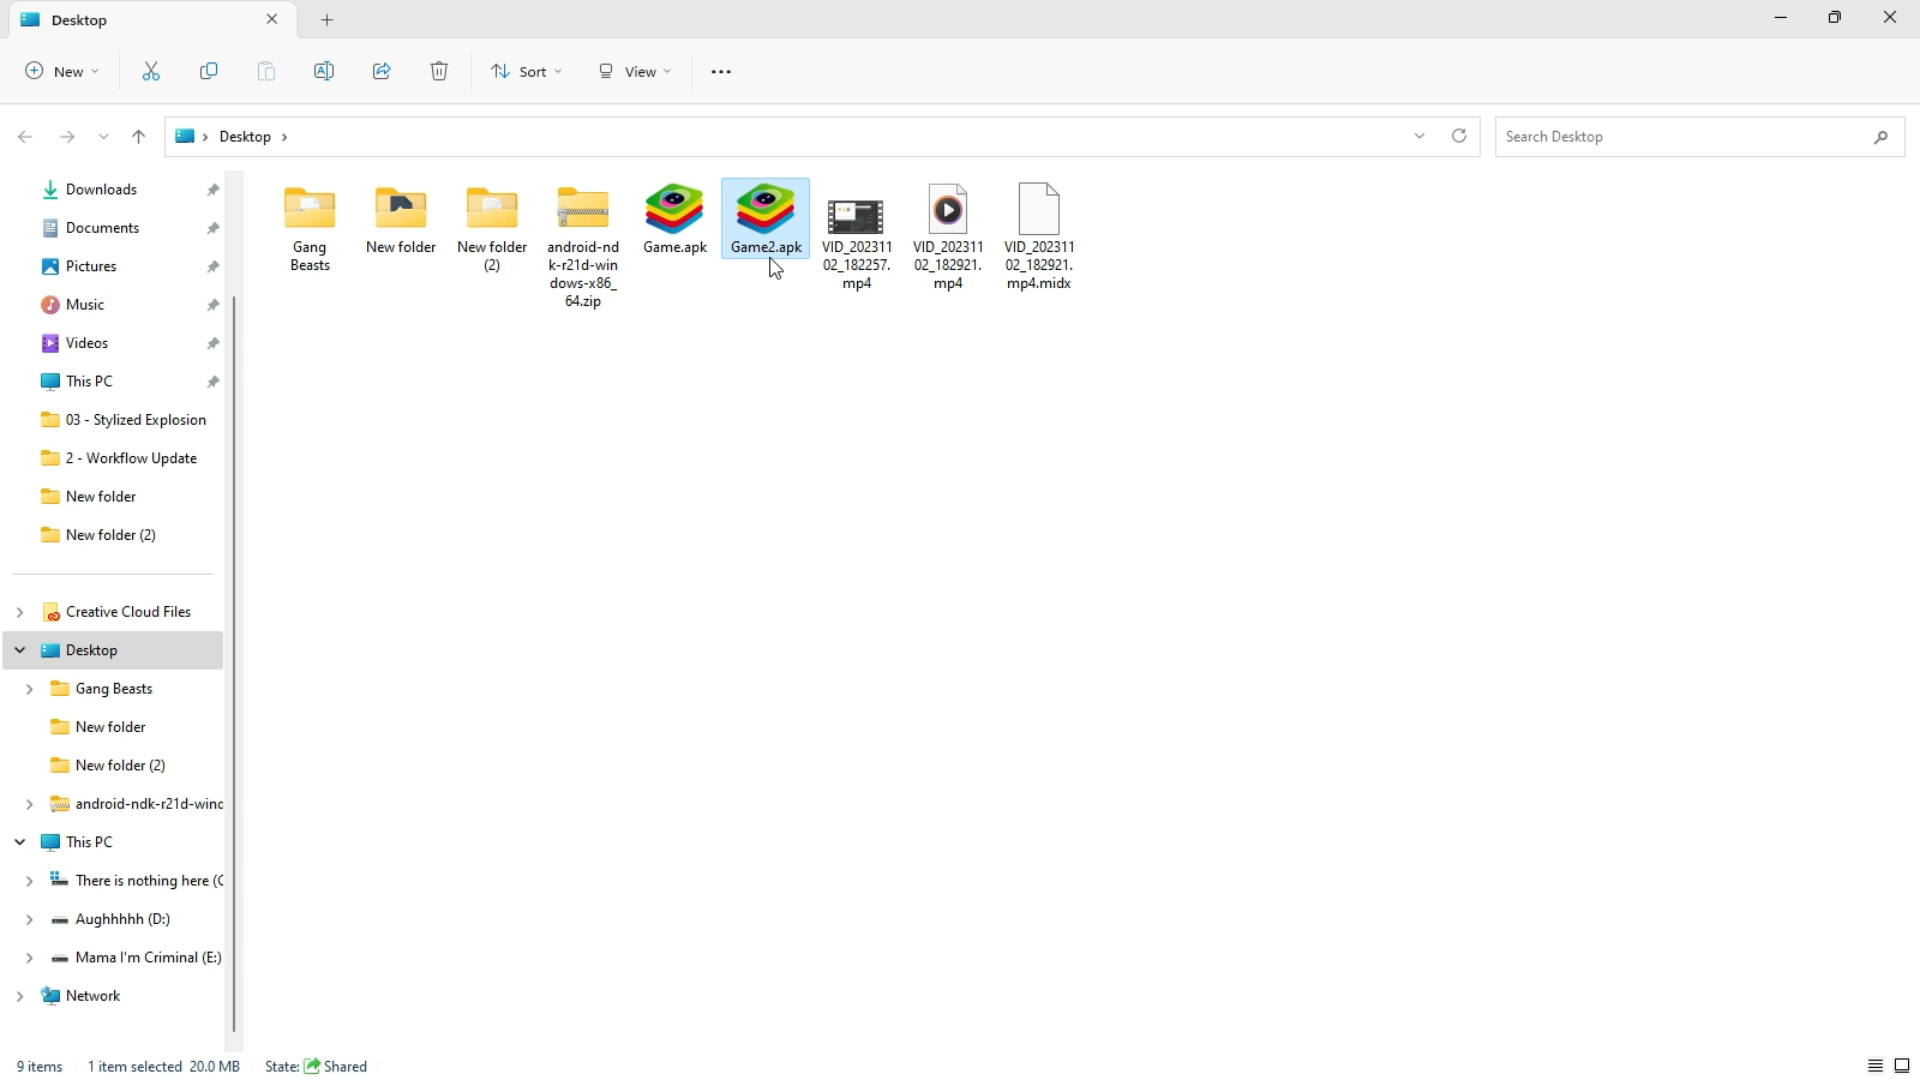 Desktop
New
Sort
View
Desktop
Search Desktop
Downloads
Documents
Pictures
Music
Videos
This PC
03 - Stylized Explosion
2 - Workflow Update
New folder
New folder (2)
Creative Cloud Files
Desktop
Gang Beasts
New folder
New folder (2)
android-ndk-r21d-winc
This PC
There is nothing here (C
Aughhhhh (D:)
Mama I'm Criminal (E:)
Network
Gang
Beasts
New folder
New folder
(2)
android-nd
k-r21d-win
dows-x86_
64.zip
Game.apk
Game2.apk
VID_202311
02_182257.
mp4
VID_202311
02_182921.
mp4
VID_202311
02_182921.
mp4.midx
9 items 1 item selected 20.0 MB State: Shared